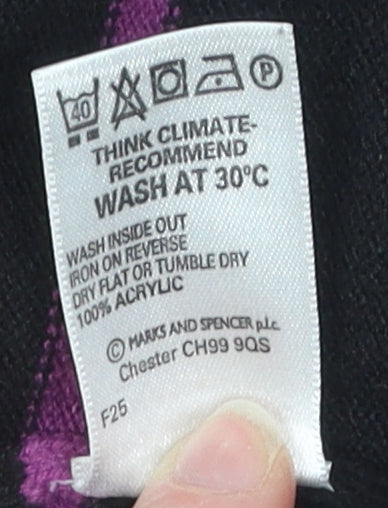 40 P
THINK CLIMATE-
RECOMMEND
WASH AT 30°C
WASH INSIDE OUT
IRON ON REVERSE
DRY FLAT OR TUMBLE DRY
100% ACRYLIC
© MARKS AND SPENCER p.l.c.
Chester CH99 9QS
F25